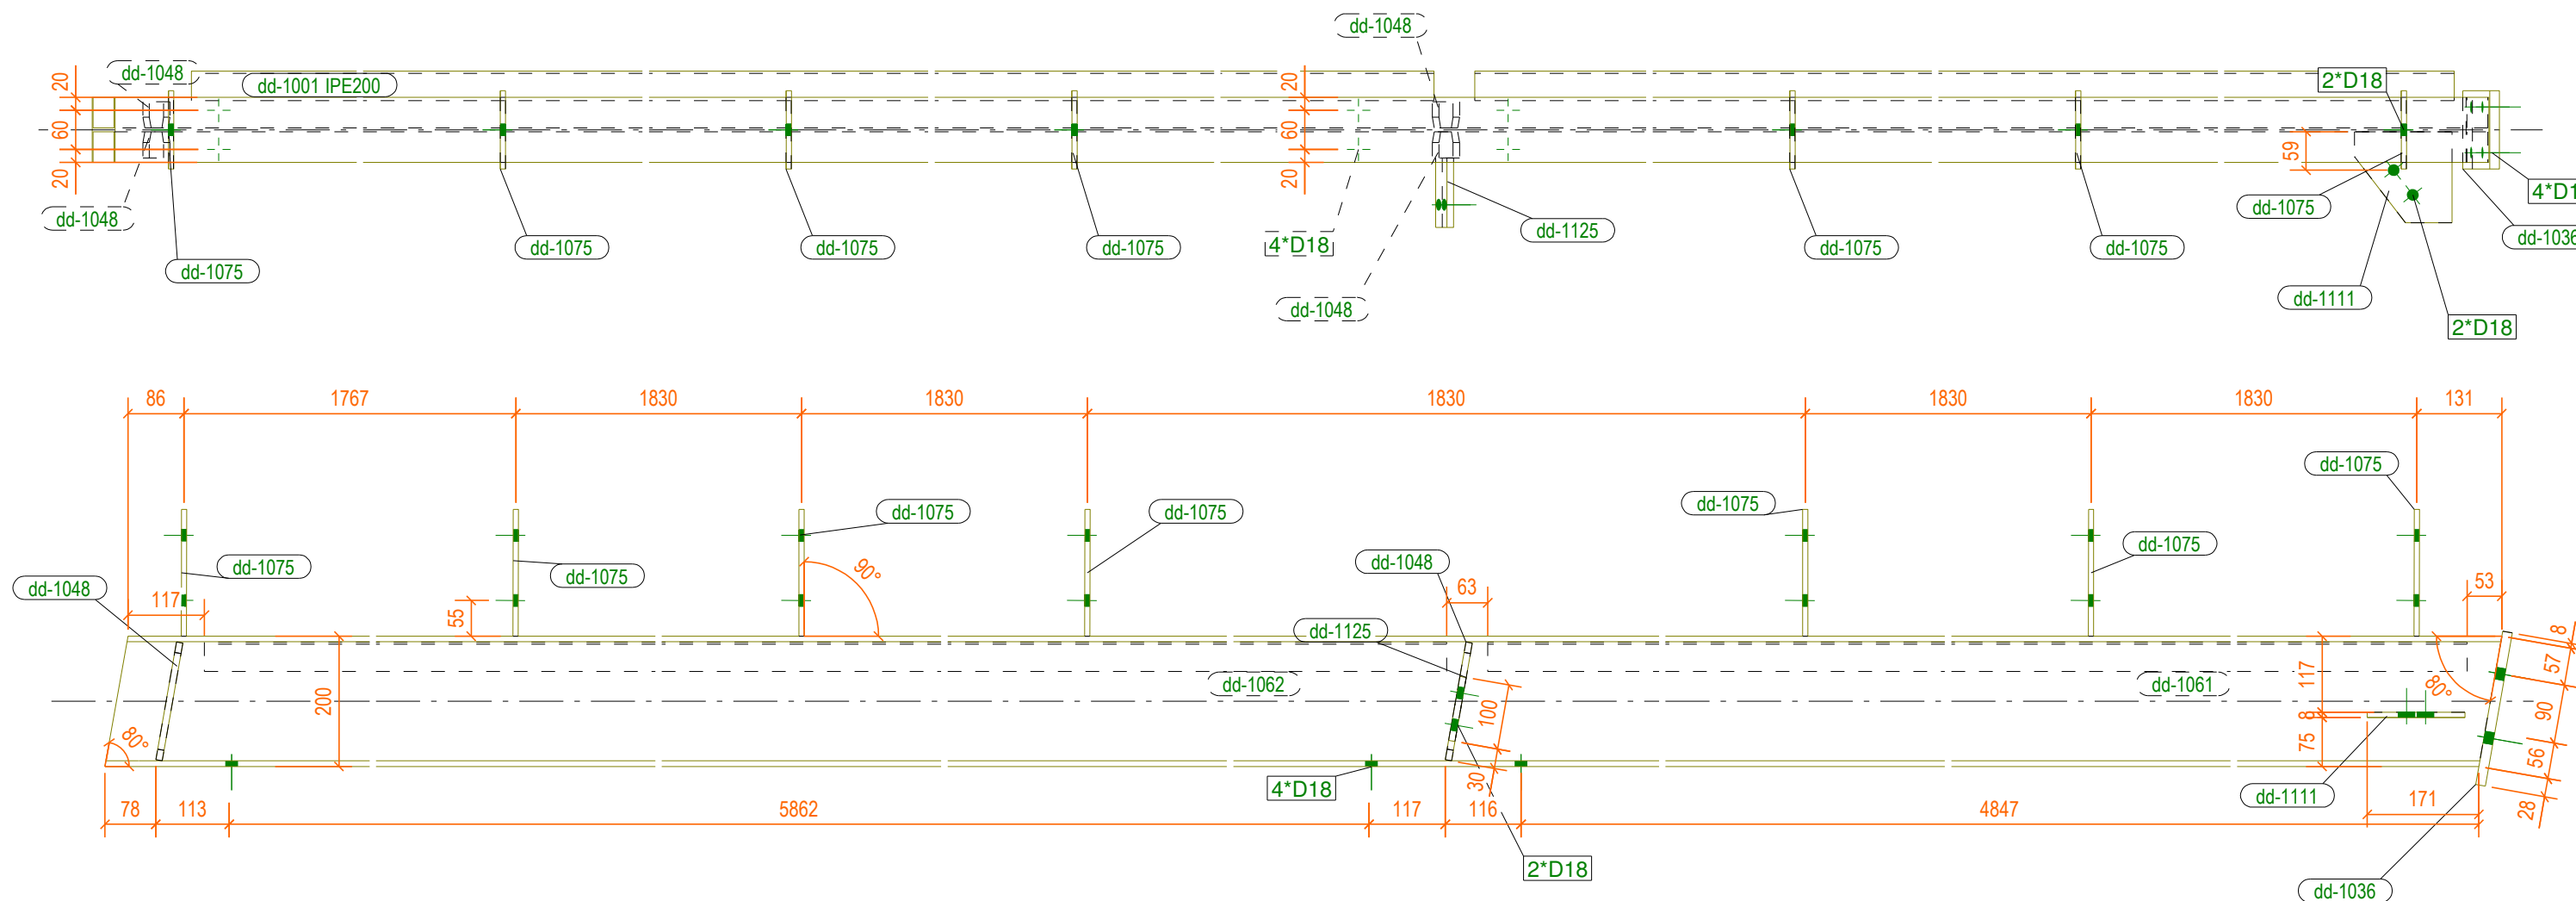 dd-1048
dd-1048
dd-1001 IPE200
2*D18
20
60
20
20
60
20
59
dd-1048
dd-1075
dd-1075
dd-1075
dd-1075
4*D18
dd-1048
dd-1125
dd-1075
dd-1075
dd-1075
4*D1
dd-1036
dd-1111
2*D18
86
1767
1830
1830
1830
1830
1830
131
dd-1075
dd-1075
dd-1075
dd-1075
dd-1075
dd-1048
dd-1075
dd-1075
dd-1048
117
55
90°
63
53
dd-1125
8
57
90
56
28
200
dd-1062
100
30
dd-1061
117
8
75
80°
80°
4*D18
dd-1111
171
78
113
5862
117
116
4847
2*D18
dd-1036